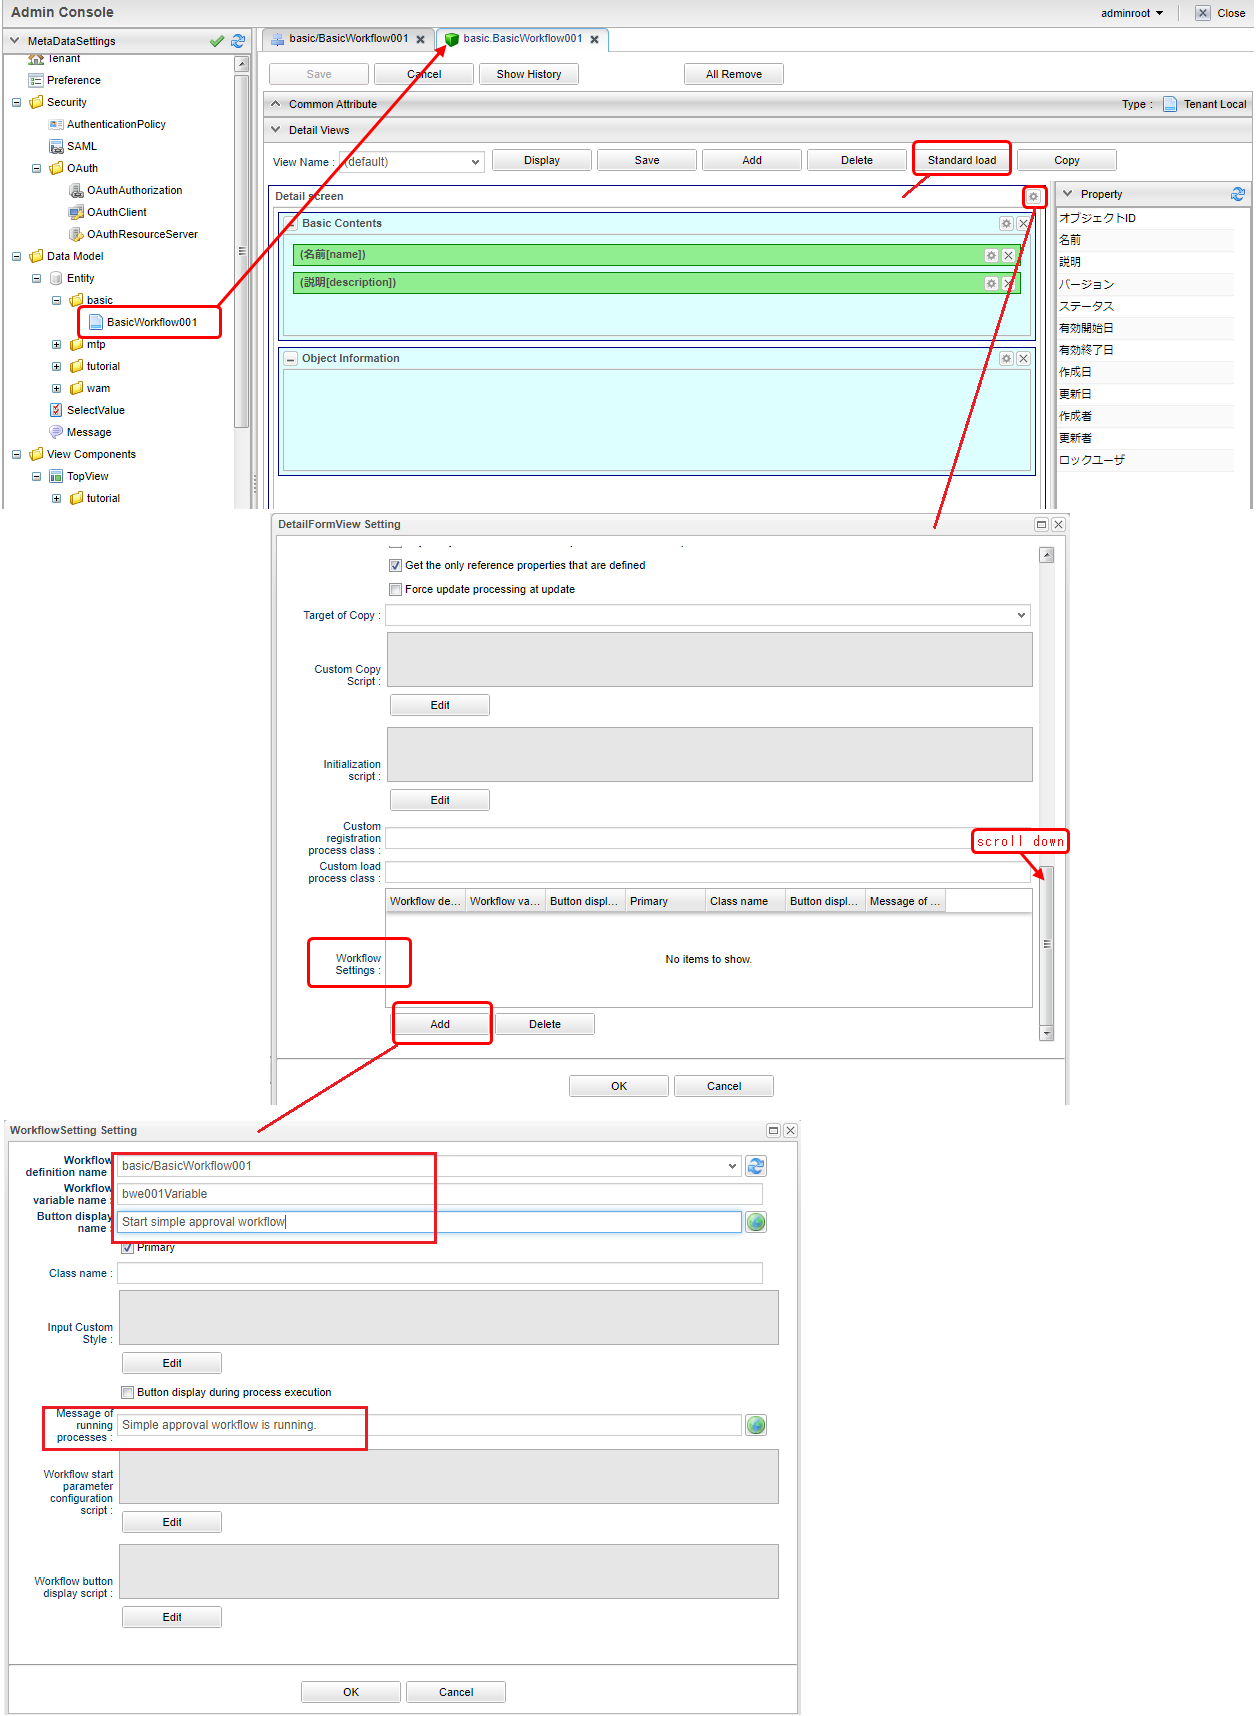 Admin Console
adminroot
Close
MetaDataSettings
basic/BasicWorkflow001
basic.BasicWorkflow001
Tenant
Preference
Security
AuthenticationPolicy
SAML
OAuth
OAuthAuthorization
OAuthClient
OAuthResourceServer
Data Model
Entity
basic
BasicWorkflow001
mtp
tutorial
wam
SelectValue
Message
View Components
TopView
tutorial
Save
Cancel
Show History
All Remove
Common Attribute
Type :
Tenant Local
Detail Views
View Name :
(default)
Display
Save
Add
Delete
Standard load
Copy
Detail screen
Basic Contents
(名前[name])
(説明[description])
Object Information
Property
オブジェクトID
名前
説明
バージョン
ステータス
有効開始日
有効終了日
作成日
更新日
作成者
更新者
ロックユーザ
DetailFormView Setting
Get the only reference properties that are defined
Force update processing at update
Target of Copy :
Custom Copy
Script :
Edit
Initialization
script :
Edit
Custom
registration
process class :
scroll down
Custom load
process class :
Workflow de...
Workflow va...
Button displ...
Primary
Class name
Button displ...
Message of ...
Workflow
Settings :
No items to show.
Add
Delete
OK
Cancel
WorkflowSetting Setting
Workflow
definition name
basic/BasicWorkflow001
Workflow
variable name :
bwe001Variable
Button display
name :
Start simple approval workflow
Primary
Class name :
Input Custom
Style :
Edit
Button display during process execution
Message of
running
processes :
Simple approval workflow is running.
Workflow start
parameter
configuration
script :
Edit
Workflow button
display script :
Edit
OK
Cancel